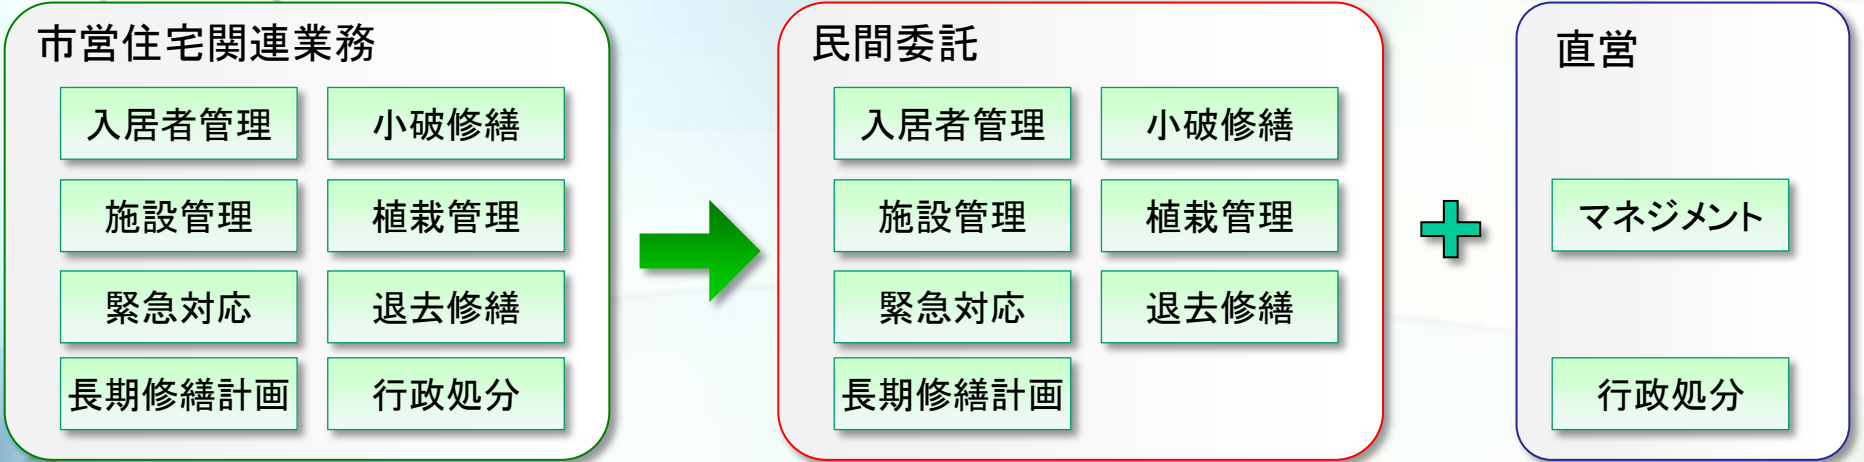 市営住宅関連業務
入居者管理
小破修繕
施設管理
植栽管理
緊急対応
退去修繕
長期修繕計画
行政処分
民間委託
入居者管理
小破修繕
施設管理
植栽管理
緊急対応
退去修繕
長期修繕計画
直営
マネジメント
行政処分